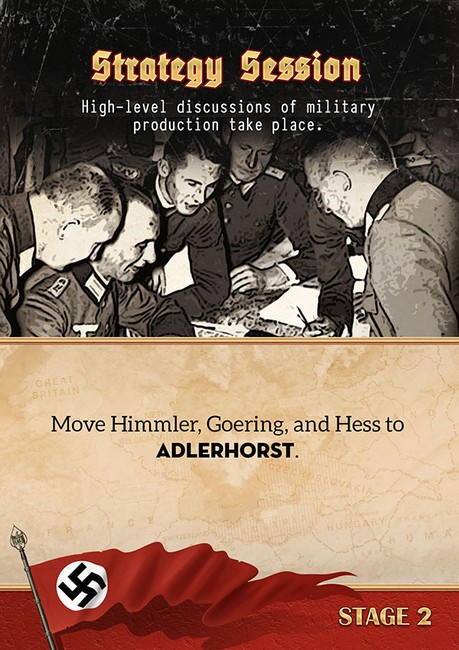 Strategy Session
High-level discussions of military
production take place.
GREAT
BRITAIN
Move Himmler, Goering, and Hess to
ADLERHORST.
FRANCE
HUNGARY
STAGE 2